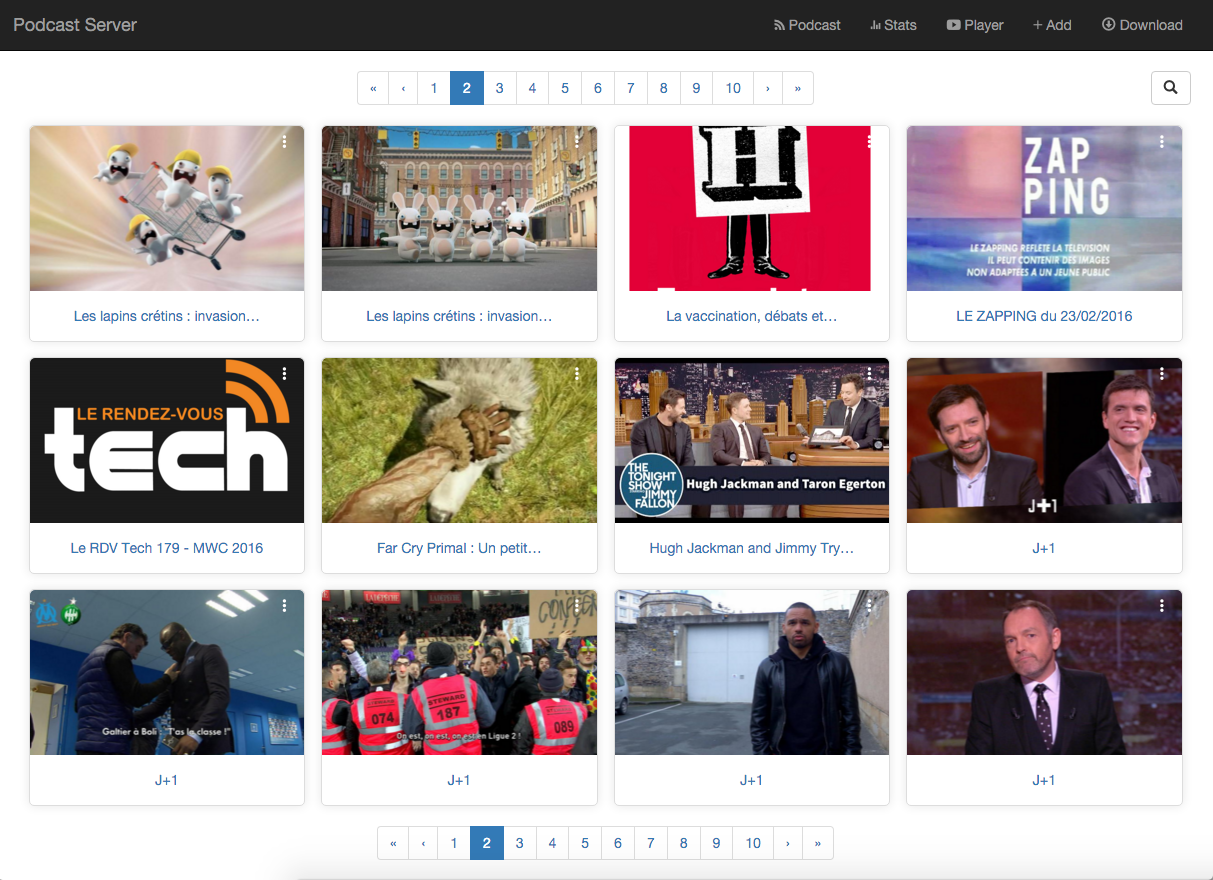 Podcast Server
Podcast
Stats
Player
+ Add
Download
« ‹ 1 2 3 4 5 6 7 8 9 10 › »
H
ZAP
PING
LE ZAPPING REFLÈTE LA TÉLÉVISION
IL PEUT CONTENIR DES IMAGES
NON ADAPTÉES A UN JEUNE PUBLIC
Les lapins crétins : invasion…
Les lapins crétins : invasion…
La vaccination, débats et…
LE ZAPPING du 23/02/2016
LE RENDEZ-VOUS
tech
THE
TONIGHT
SHOW
JIMMY
FALLON
Hugh Jackman and Taron Egerton
J+1
Le RDV Tech 179 - MWC 2016
Far Cry Primal : Un petit…
Hugh Jackman and Jimmy Try…
J+1
Galtier à Boli : "T'as la classe !"
LA DEPECHE
CONFER
STEWARD
074
187
089
On est, on est, on est en Ligue 2 !
J+1
J+1
J+1
J+1
« ‹ 1 2 3 4 5 6 7 8 9 10 › »